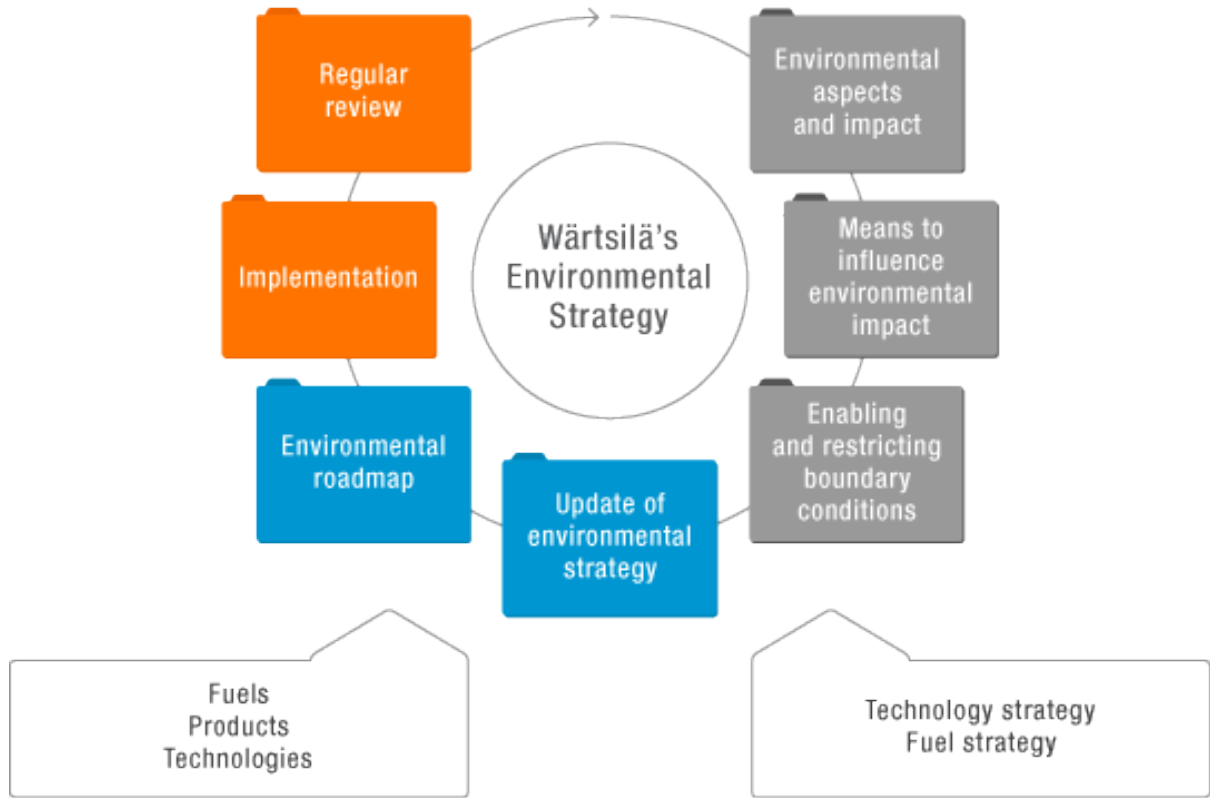 Regular
review
Environmental
aspects
and impact
Implementation
Wärtsilä's
Environmental
Strategy
Means to
influence
environmental
impact
Environmental
roadmap
Update of
environmental
strategy
Enabling
and restricting
boundary
conditions
Fuels
Products
Technologies
Technology strategy
Fuel strategy